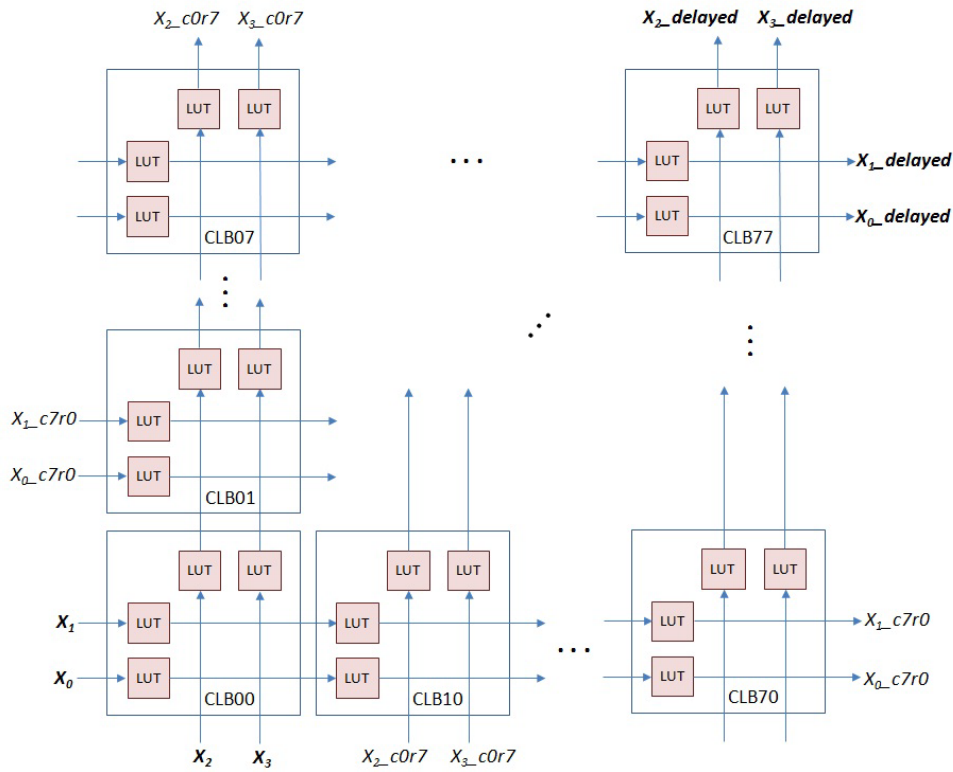 X2_c0r7 X3_c0r7 X2_delayed X3_delayed
LUT LUT LUT LUT
LUT ... LUT X1_delayed
LUT LUT X0_delayed
CLB07 CLB77
LUT LUT
X1_c7r0 LUT
X0_c7r0 LUT
CLB01
LUT LUT LUT LUT LUT LUT
X1 LUT LUT LUT X1_c7r0
X0 LUT LUT ... LUT X0_c7r0
CLB00 CLB10 CLB70
X2 X3 X2_c0r7 X3_c0r7